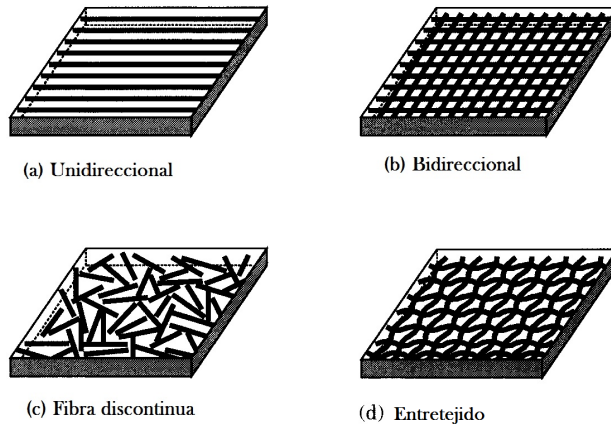 (a) Unidireccional
(b) Bidireccional
(c) Fibra discontinua
(d) Entretejido